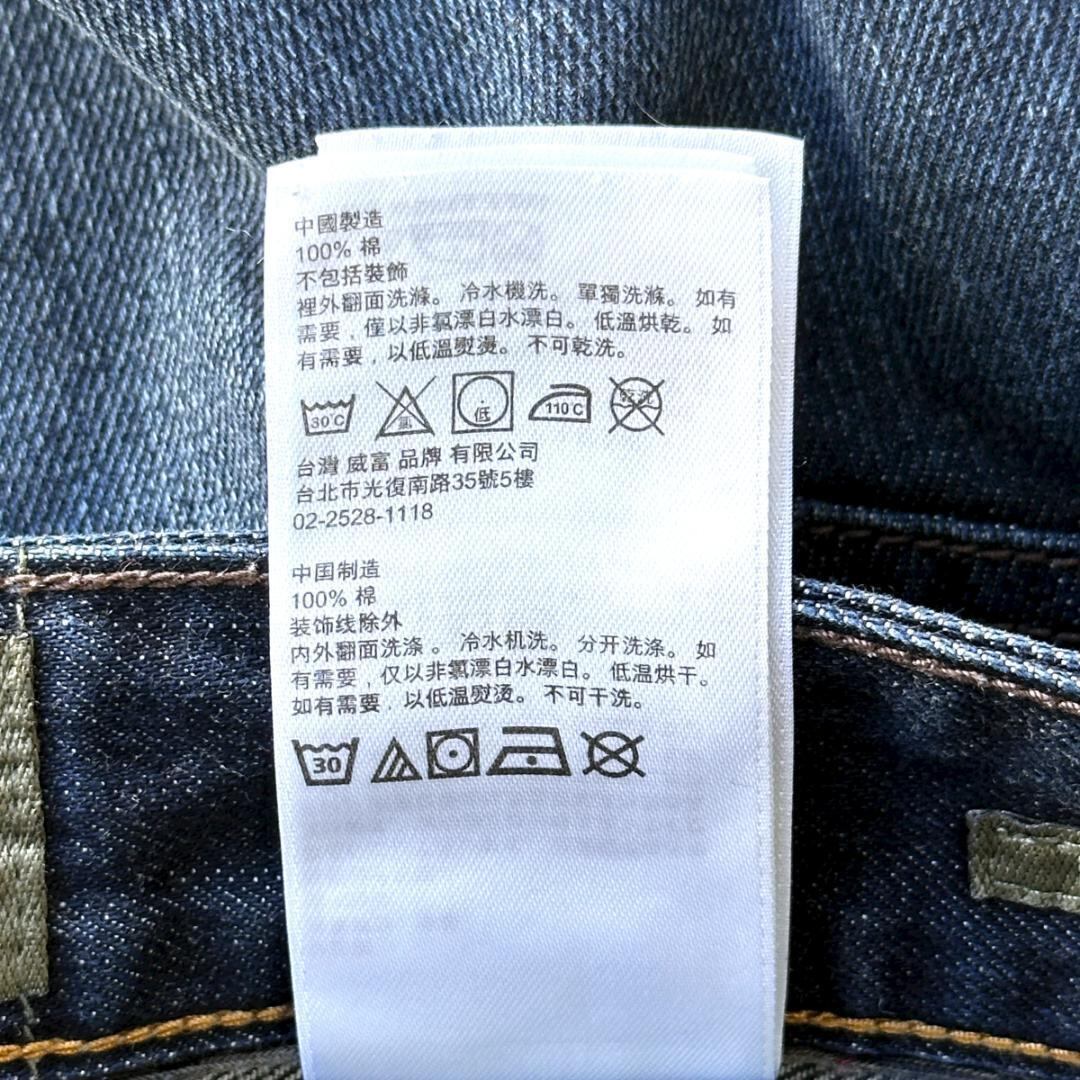 中國製造
100% 棉
不包括裝飾
裡外翻面洗滌。 冷水機洗。 單獨洗滌。 如有
需要，僅以非氯漂白水漂白。 低溫烘乾。 如
有需要，以低溫熨燙。 不可乾洗。
30℃ 氯 低 110℃ 乾洗
台灣 威富 品牌 有限公司
台北市光復南路35號5樓
02-2528-1118
中国制造
100% 棉
装饰线除外
内外翻面洗涤。 冷水机洗。 分开洗涤。 如
有需要，仅以非氯漂白水漂白。 低温烘干。
如有需要，以低温熨烫。 不可干洗。
30